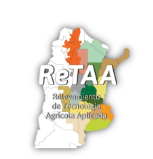 ReTAA
Relevamiento
de Tecnología
Agrícola Aplicada